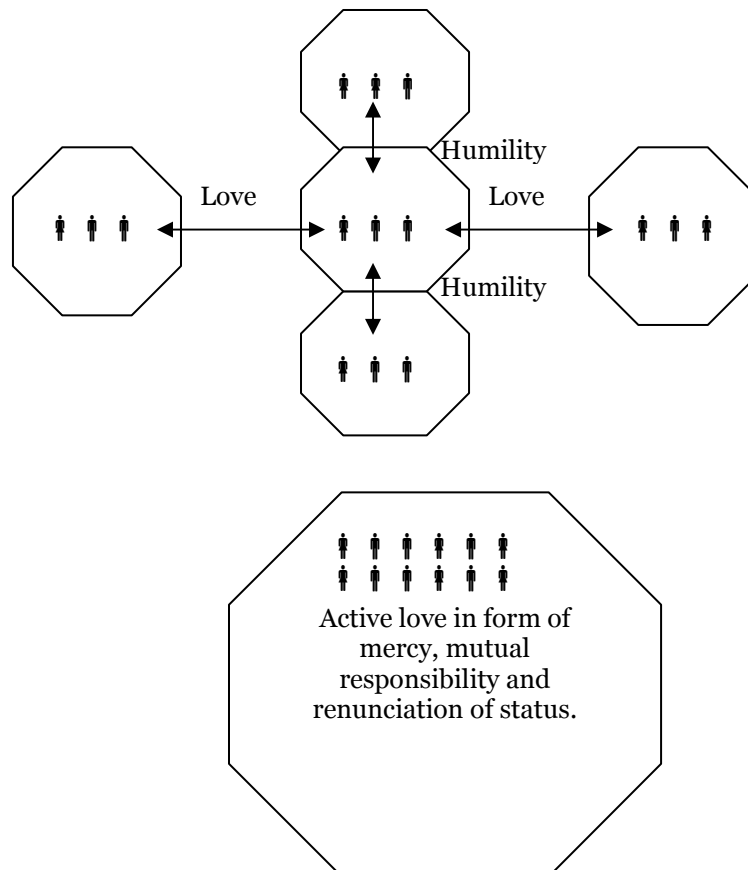 Humility
Love
Love
Humility
Active love in form of
mercy, mutual
responsibility and
renunciation of status.